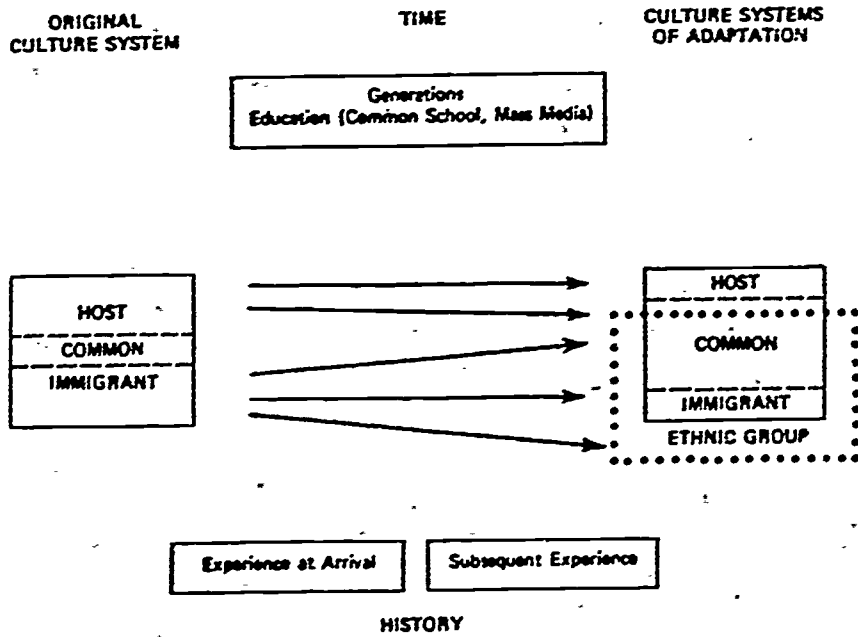 ORIGINAL
CULTURE SYSTEM
TIME
CULTURE SYSTEMS
OF ADAPTATION
Generations
Education (Common School, Mass Media)
HOST
COMMON
IMMIGRANT
HOST
COMMON
IMMIGRANT
ETHNIC GROUP
Experience at Arrival
Subsequent Experience
HISTORY